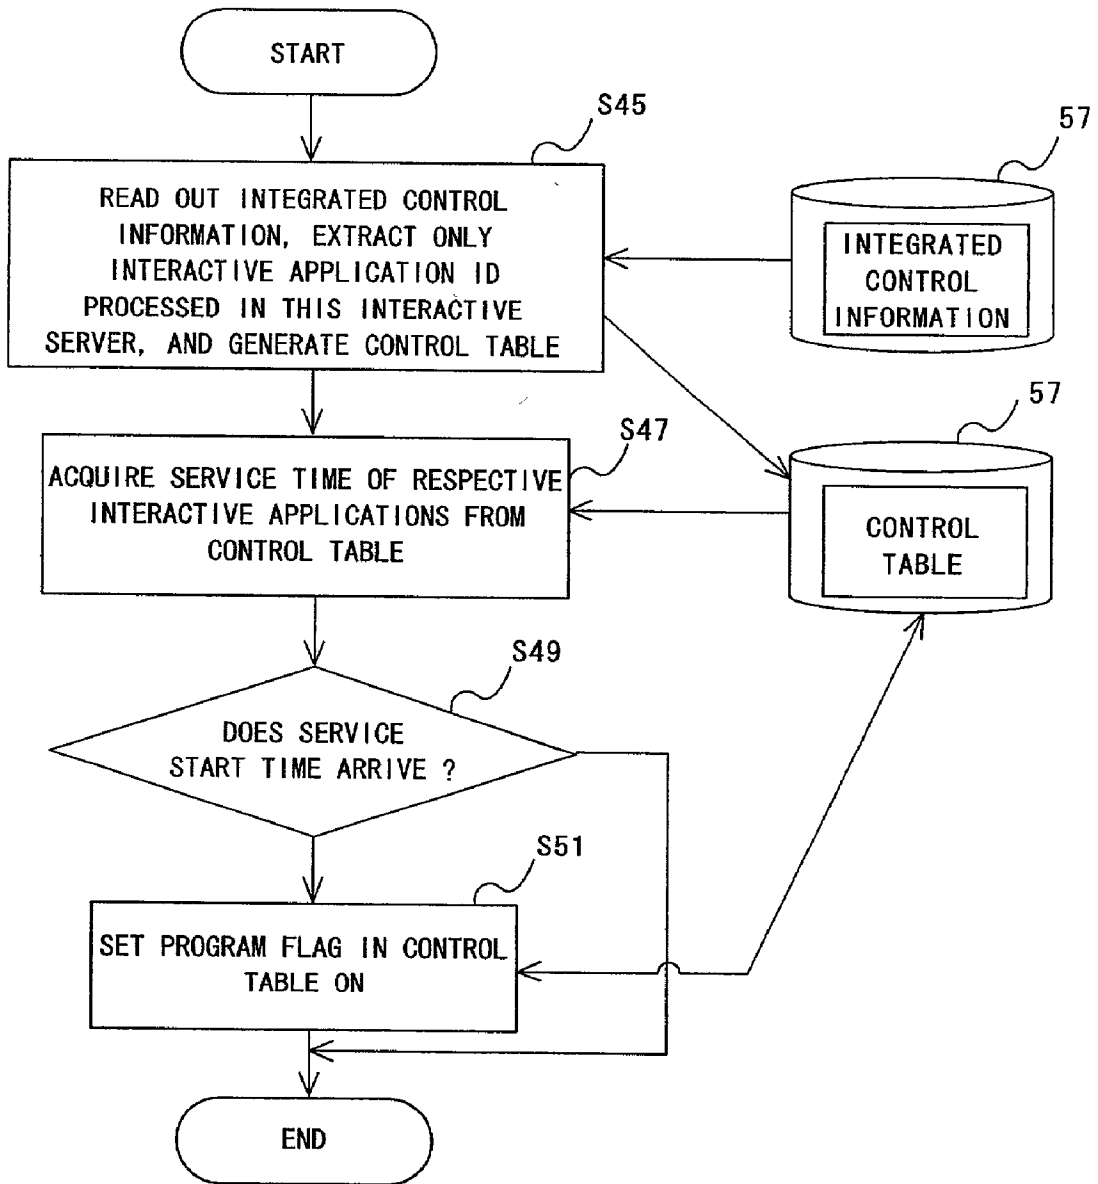 START
S45
READ OUT INTEGRATED CONTROL
INFORMATION, EXTRACT ONLY
INTERACTIVE APPLICATION ID
PROCESSED IN THIS INTERACTIVE
SERVER, AND GENERATE CONTROL TABLE
57
INTEGRATED
CONTROL
INFORMATION
S47
ACQUIRE SERVICE TIME OF RESPECTIVE
INTERACTIVE APPLICATIONS FROM
CONTROL TABLE
57
CONTROL
TABLE
S49
DOES SERVICE
START TIME ARRIVE ?
S51
SET PROGRAM FLAG IN CONTROL
TABLE ON
END